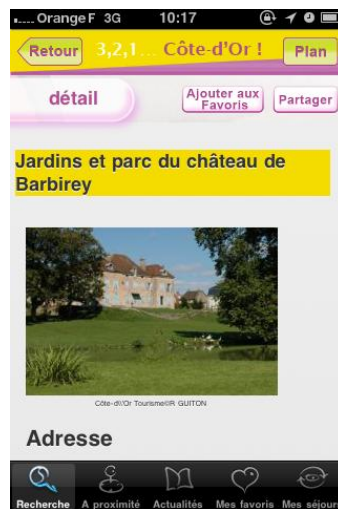 ..... Orange F 3G 10:17
Retour 3,2,1... Côte-d'Or ! Plan
détail
Ajouter aux
Favoris
Partager
Jardins et parc du château de
Barbirey
Côte-d\'Or Tourisme©R GUITON
Adresse
Recherche A proximité Actualités Mes favoris Mes séjour